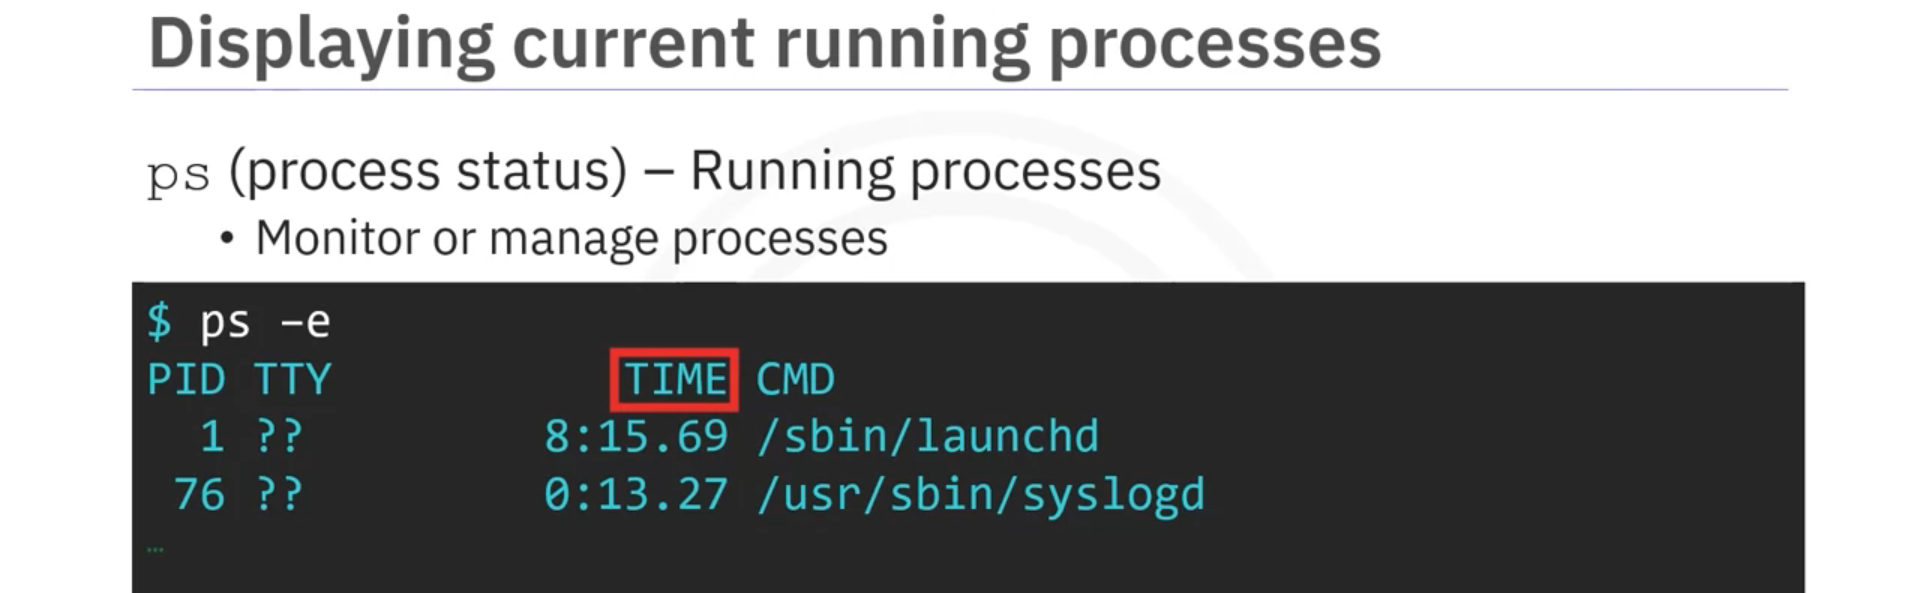 Displaying current running processes
ps (process status) – Running processes
• Monitor or manage processes
$ ps –e
PID TTY TIME CMD
1 ?? 8:15.69 /sbin/launchd
76 ?? 0:13.27 /usr/sbin/syslogd
…